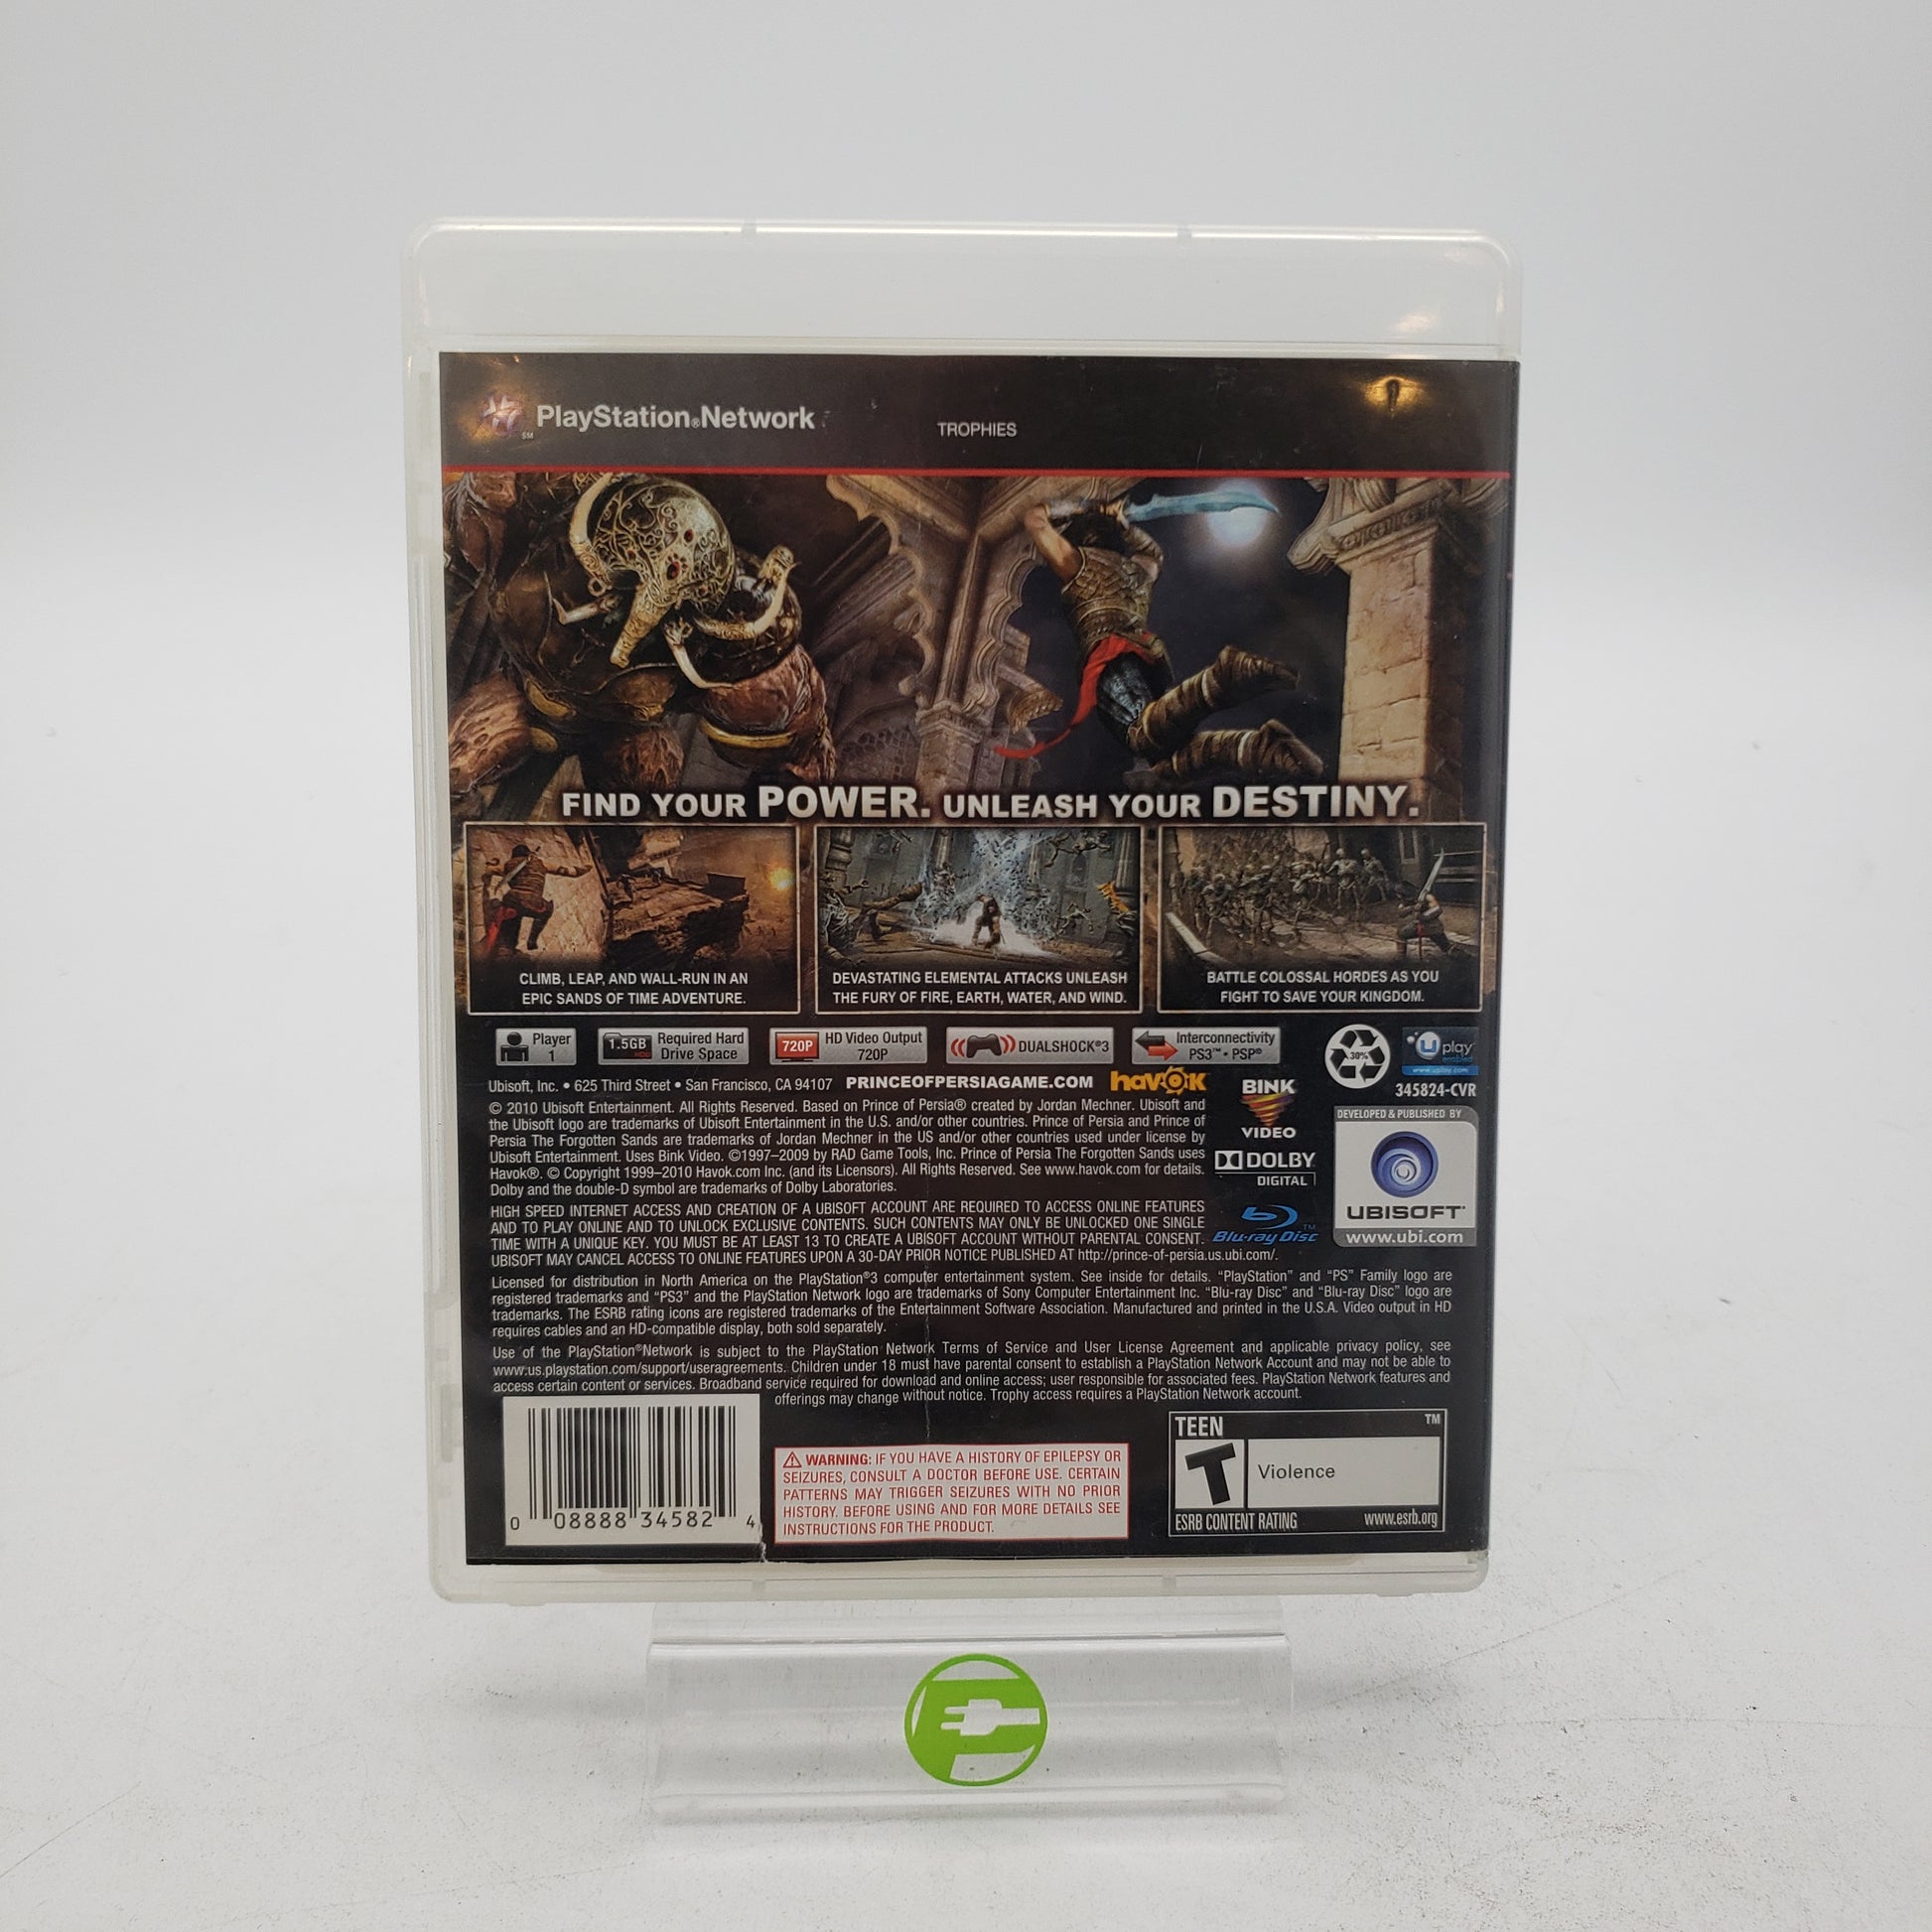 PlayStation®Network
SM
TROPHIES
FIND YOUR POWER. UNLEASH YOUR DESTINY.
CLIMB, LEAP, AND WALL-RUN IN AN
EPIC SANDS OF TIME ADVENTURE.
DEVASTATING ELEMENTAL ATTACKS UNLEASH
THE FURY OF FIRE, EARTH, WATER, AND WIND.
BATTLE COLOSSAL HORDES AS YOU
FIGHT TO SAVE YOUR KINGDOM.
Player
1
1.5GB
Required Hard
Drive Space
720P
HD Video Output
720P
DUALSHOCK®3
Interconnectivity
PS3™ • PSP®
30%
uplay
enabled
www.uplay.com
345824-CVR
Ubisoft, Inc. • 625 Third Street • San Francisco, CA 94107 PRINCEOFPERSIAGAME.COM
havok
BINK
VIDEO
© 2010 Ubisoft Entertainment. All Rights Reserved. Based on Prince of Persia® created by Jordan Mechner. Ubisoft and
the Ubisoft logo are trademarks of Ubisoft Entertainment in the U.S. and/or other countries. Prince of Persia and Prince of
Persia The Forgotten Sands are trademarks of Jordan Mechner in the US and/or other countries used under license by
Ubisoft Entertainment. Uses Bink Video. ©1997–2009 by RAD Game Tools, Inc. Prince of Persia The Forgotten Sands uses
Havok®. © Copyright 1999–2010 Havok.com Inc. (and its Licensors). All Rights Reserved. See www.havok.com for details.
Dolby and the double-D symbol are trademarks of Dolby Laboratories.
DOLBY
DIGITAL
DEVELOPED & PUBLISHED BY
UBISOFT
www.ubi.com
HIGH SPEED INTERNET ACCESS AND CREATION OF A UBISOFT ACCOUNT ARE REQUIRED TO ACCESS ONLINE FEATURES
AND TO PLAY ONLINE AND TO UNLOCK EXCLUSIVE CONTENTS. SUCH CONTENTS MAY ONLY BE UNLOCKED ONE SINGLE
TIME WITH A UNIQUE KEY. YOU MUST BE AT LEAST 13 TO CREATE A UBISOFT ACCOUNT WITHOUT PARENTAL CONSENT.
UBISOFT MAY CANCEL ACCESS TO ONLINE FEATURES UPON A 30-DAY PRIOR NOTICE PUBLISHED AT http://prince-of-persia.us.ubi.com/.
Blu-ray Disc™
Licensed for distribution in North America on the PlayStation®3 computer entertainment system. See inside for details. “PlayStation” and “PS” Family logo are
registered trademarks and “PS3” and the PlayStation Network logo are trademarks of Sony Computer Entertainment Inc. “Blu-ray Disc” and “Blu-ray Disc” logo are
trademarks. The ESRB rating icons are registered trademarks of the Entertainment Software Association. Manufactured and printed in the U.S.A. Video output in HD
requires cables and an HD-compatible display, both sold separately.
Use of the PlayStation®Network is subject to the PlayStation Network Terms of Service and User License Agreement and applicable privacy policy, see
www.us.playstation.com/support/useragreements. Children under 18 must have parental consent to establish a PlayStation Network Account and may not be able to
access certain content or services. Broadband service required for download and online access; user responsible for associated fees. PlayStation Network features and
offerings may change without notice. Trophy access requires a PlayStation Network account.
0 08888 34582 4
WARNING: IF YOU HAVE A HISTORY OF EPILEPSY OR
SEIZURES, CONSULT A DOCTOR BEFORE USE. CERTAIN
PATTERNS MAY TRIGGER SEIZURES WITH NO PRIOR
HISTORY. BEFORE USING AND FOR MORE DETAILS SEE
INSTRUCTIONS FOR THE PRODUCT.
TEEN
TM
T
Violence
ESRB CONTENT RATING www.esrb.org